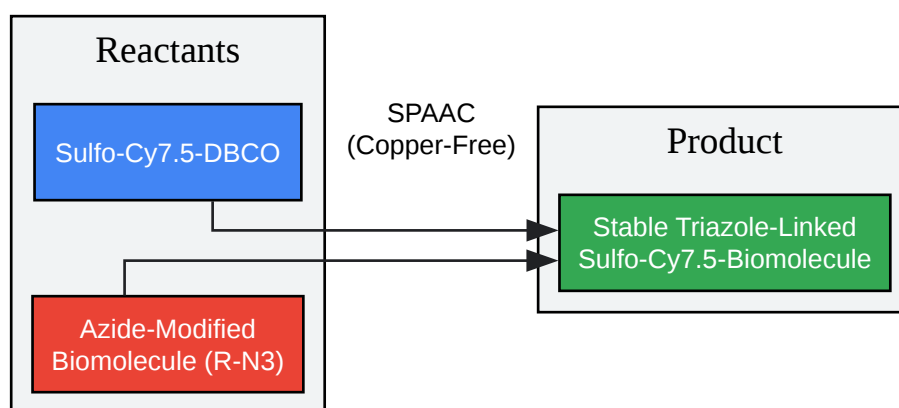 Reactants
Sulfo-Cy7.5-DBCO
Azide-Modified
Biomolecule (R-N3)
SPAAC
(Copper-Free)
Product
Stable Triazole-Linked
Sulfo-Cy7.5-Biomolecule